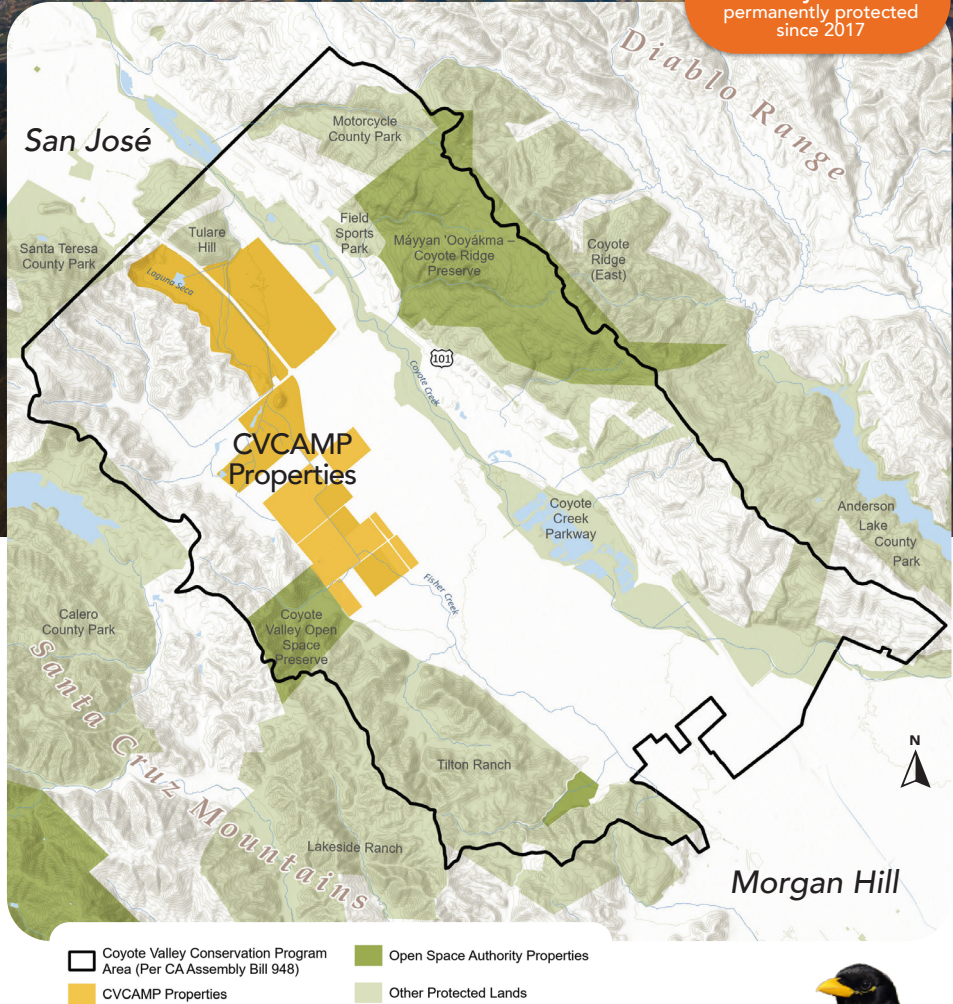 permanently protected
since 2017
Diablo Range
San José
Motorcycle
County Park
Field
Sports
Park
Tulare
Hill
Santa Teresa
County Park
Máyyan 'Ooyákma –
Coyote Ridge
Preserve
Coyote
Ridge
(East)
Laguna Seca
101
Coyote Creek
CVCAMP
Properties
Coyote
Creek
Parkway
Anderson
Lake
County
Park
Fisher Creek
Calero
County Park
Coyote
Valley Open
Space
Preserve
Santa Cruz Mountains
Tilton Ranch
Lakeside Ranch
N
Morgan Hill
Coyote Valley Conservation Program
Area (Per CA Assembly Bill 948)
CVCAMP Properties
Open Space Authority Properties
Other Protected Lands